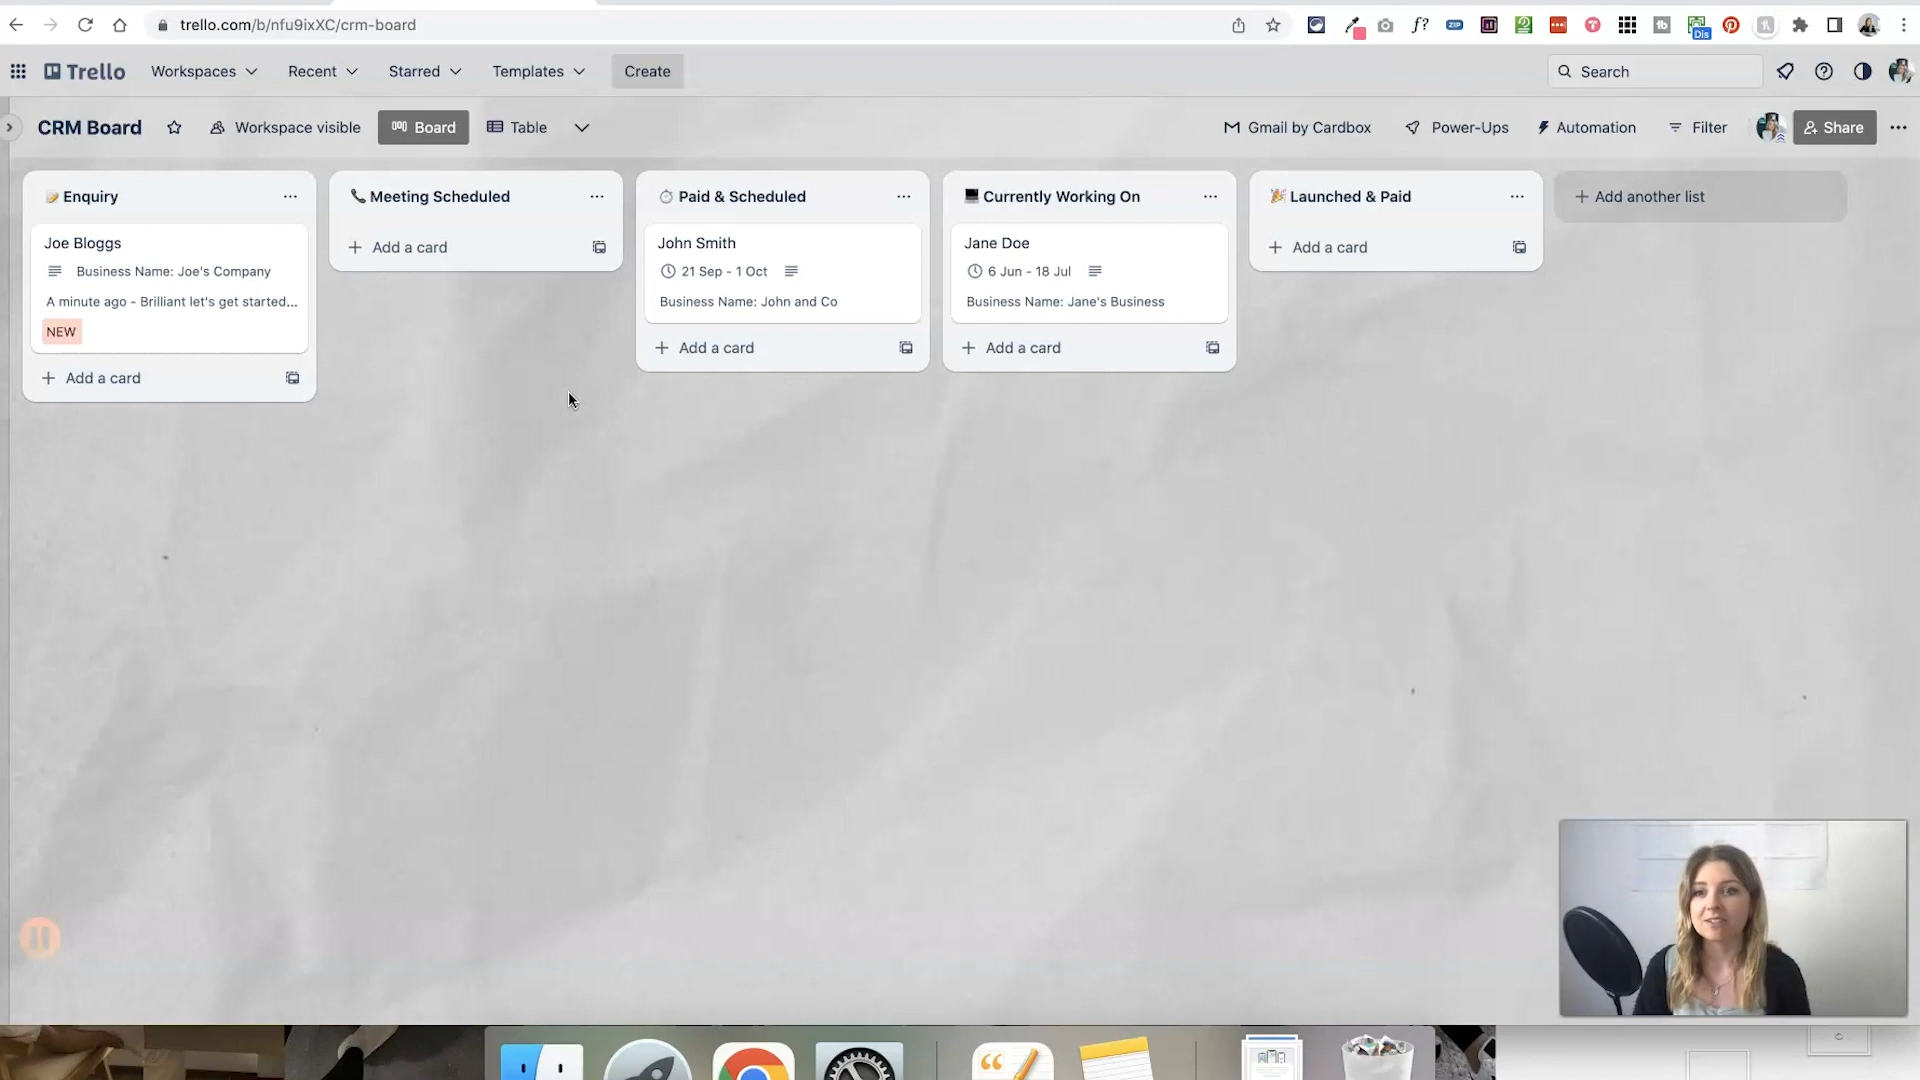 trello.com/b/nfu9ixXC/crm-board
f?
ZIP
Dis
Trello
Workspaces
Recent
Starred
Templates
Create
Search
CRM Board
Workspace visible
Board
Table
Gmail by Cardbox
Power-Ups
Automation
Filter
Share
Enquiry
Joe Bloggs
Business Name: Joe's Company
A minute ago - Brilliant let's get started...
NEW
+ Add a card
Meeting Scheduled
+ Add a card
Paid & Scheduled
John Smith
21 Sep - 1 Oct
Business Name: John and Co
+ Add a card
Currently Working On
Jane Doe
6 Jun - 18 Jul
Business Name: Jane's Business
+ Add a card
Launched & Paid
+ Add a card
+ Add another list